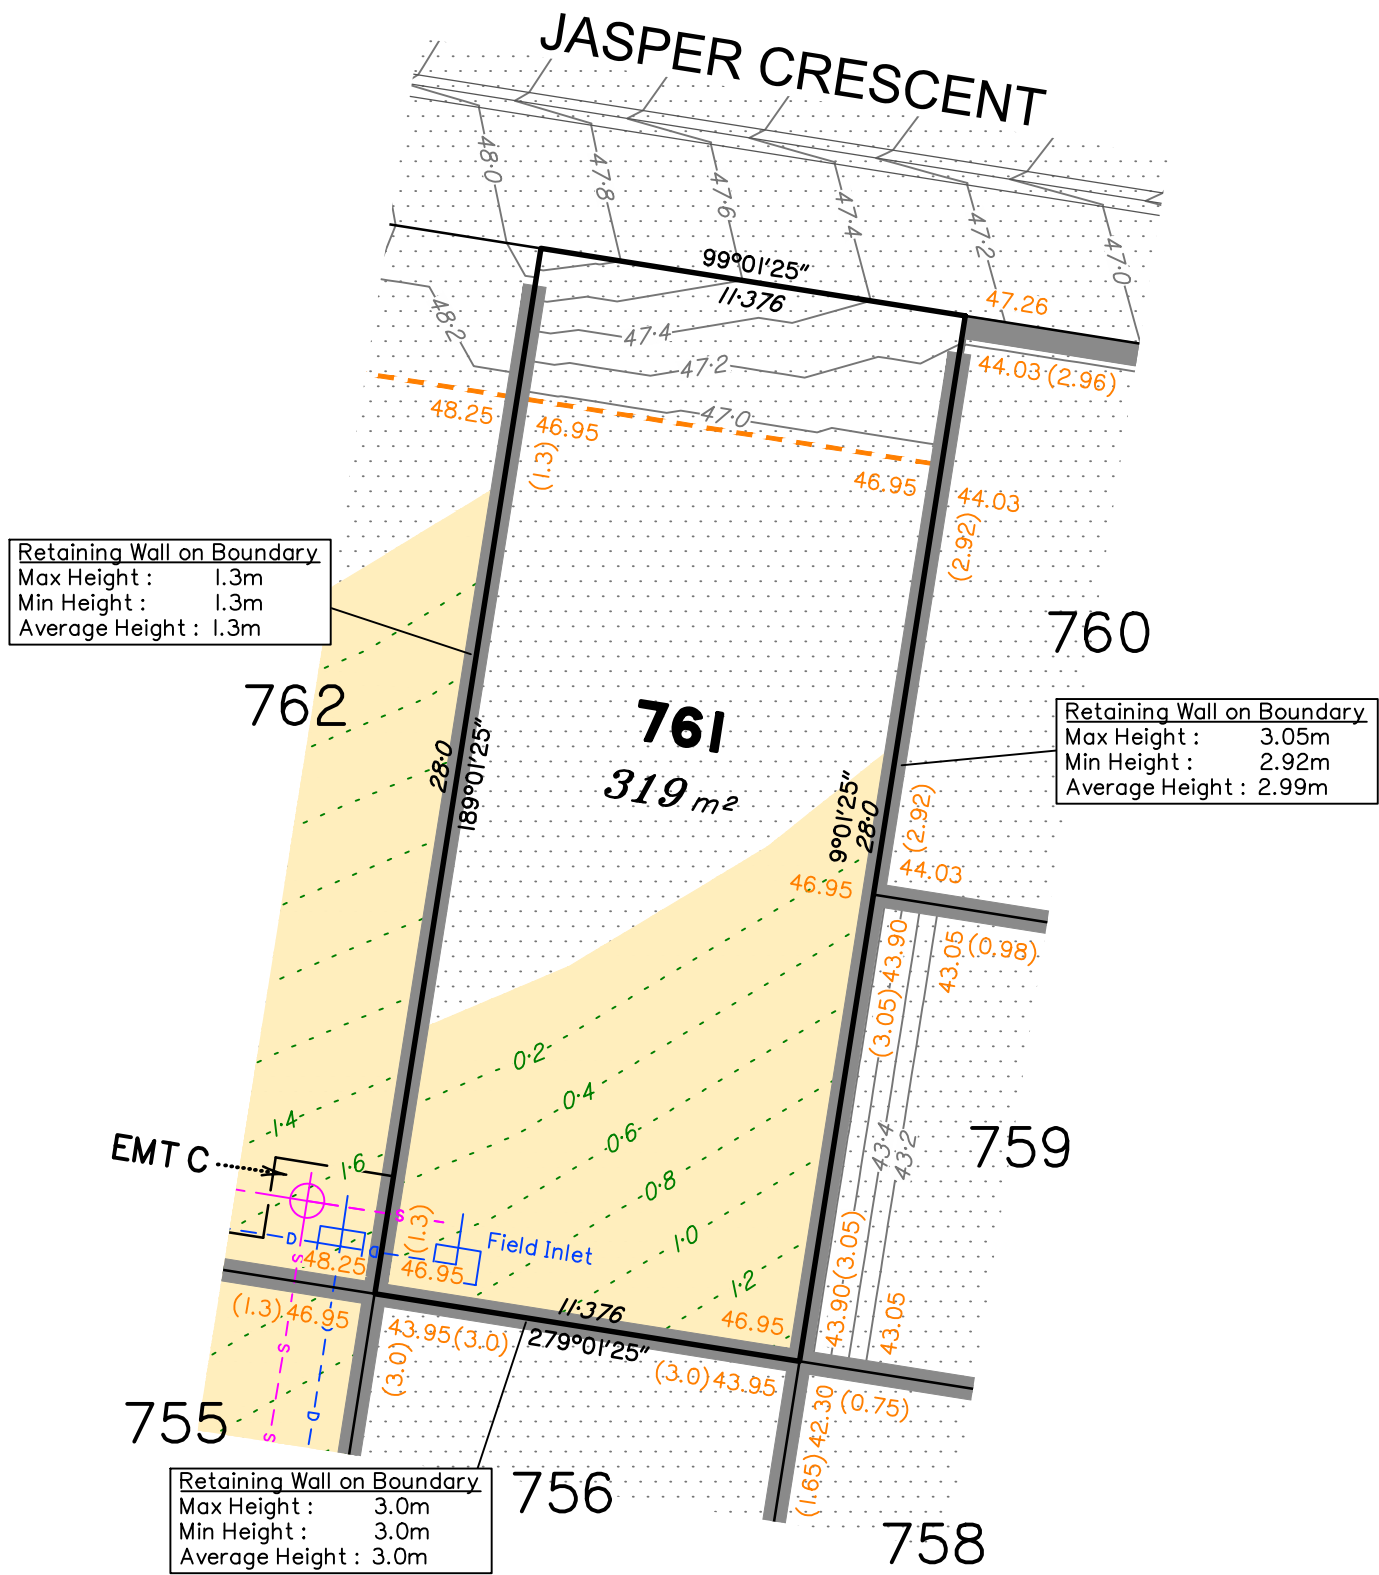 JASPER CRESCENT
48·0
47·8
47·6
47·4
47·2
47·0
99°01'25"
11·376
47.26
48·2
47·4
47·2
47·0
44.03 (2.96)
48.25
46.95
(1.3)
46.95
44.03
(2.92)
Retaining Wall on Boundary
Max Height : 1.3m
Min Height : 1.3m
Average Height : 1.3m
760
762
761
319 m²
28·0
189°01'25"
Retaining Wall on Boundary
Max Height : 3.05m
Min Height : 2.92m
Average Height : 2.99m
9°01'25"
28·0
(2.92)
46.95
44.03
(3.05) 43.90
43.05 (0.98)
0·2
0·4
0·6
0·8
1·0
1·2
1·4
1·6
EMT C
43·4
43·2
759
S
D
D
(1.3)
Field Inlet
48.25
46.95
S
43.90 (3.05)
43.05
(1.3) 46.95
43.95 (3.0)
(3.0)
11·376
279°01'25"
46.95
(3.0) 43.95
(0.75)
(1.65) 42.30
S
D
S
755
756
758
Retaining Wall on Boundary
Max Height : 3.0m
Min Height : 3.0m
Average Height : 3.0m